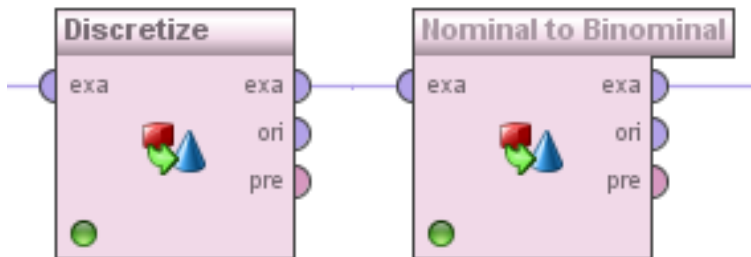 Discretize
exa exa
ori
pre
Nominal to Binominal
exa exa
ori
pre